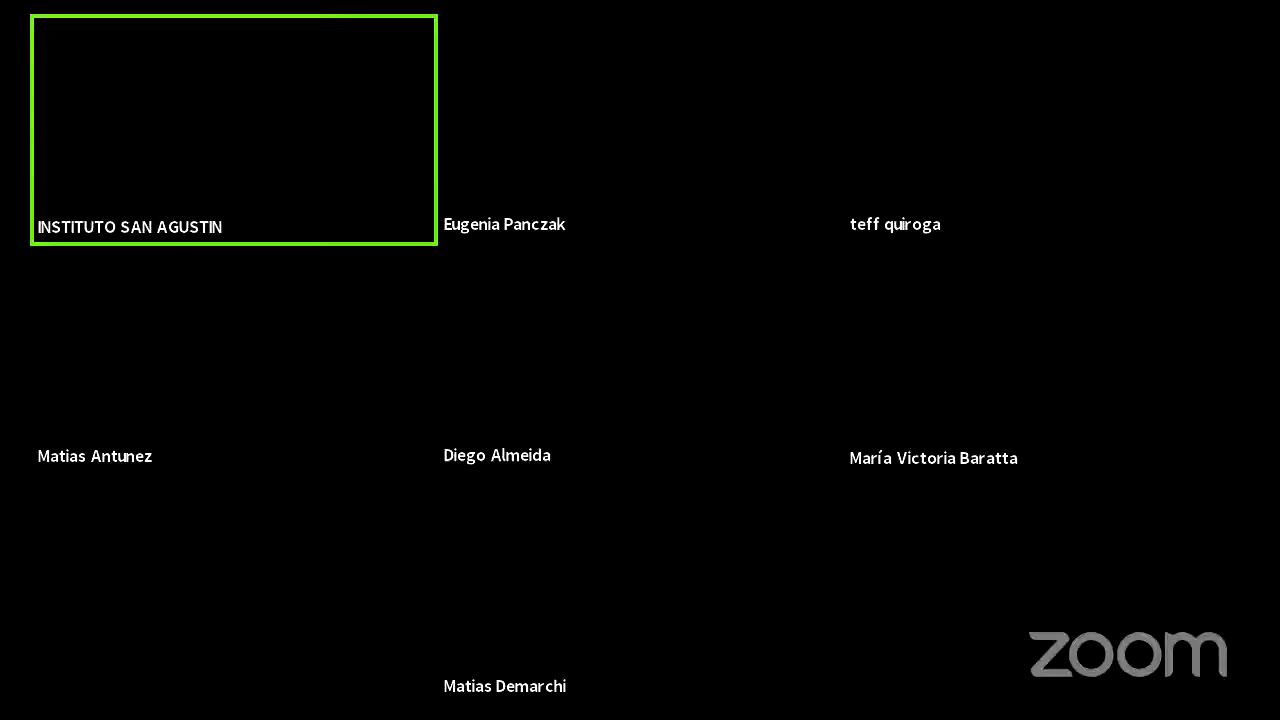 INSTITUTO SAN AGUSTIN
Eugenia Panczak
teff quiroga
Matias Antunez
Diego Almeida
María Victoria Baratta
Matias Demarchi
zoom